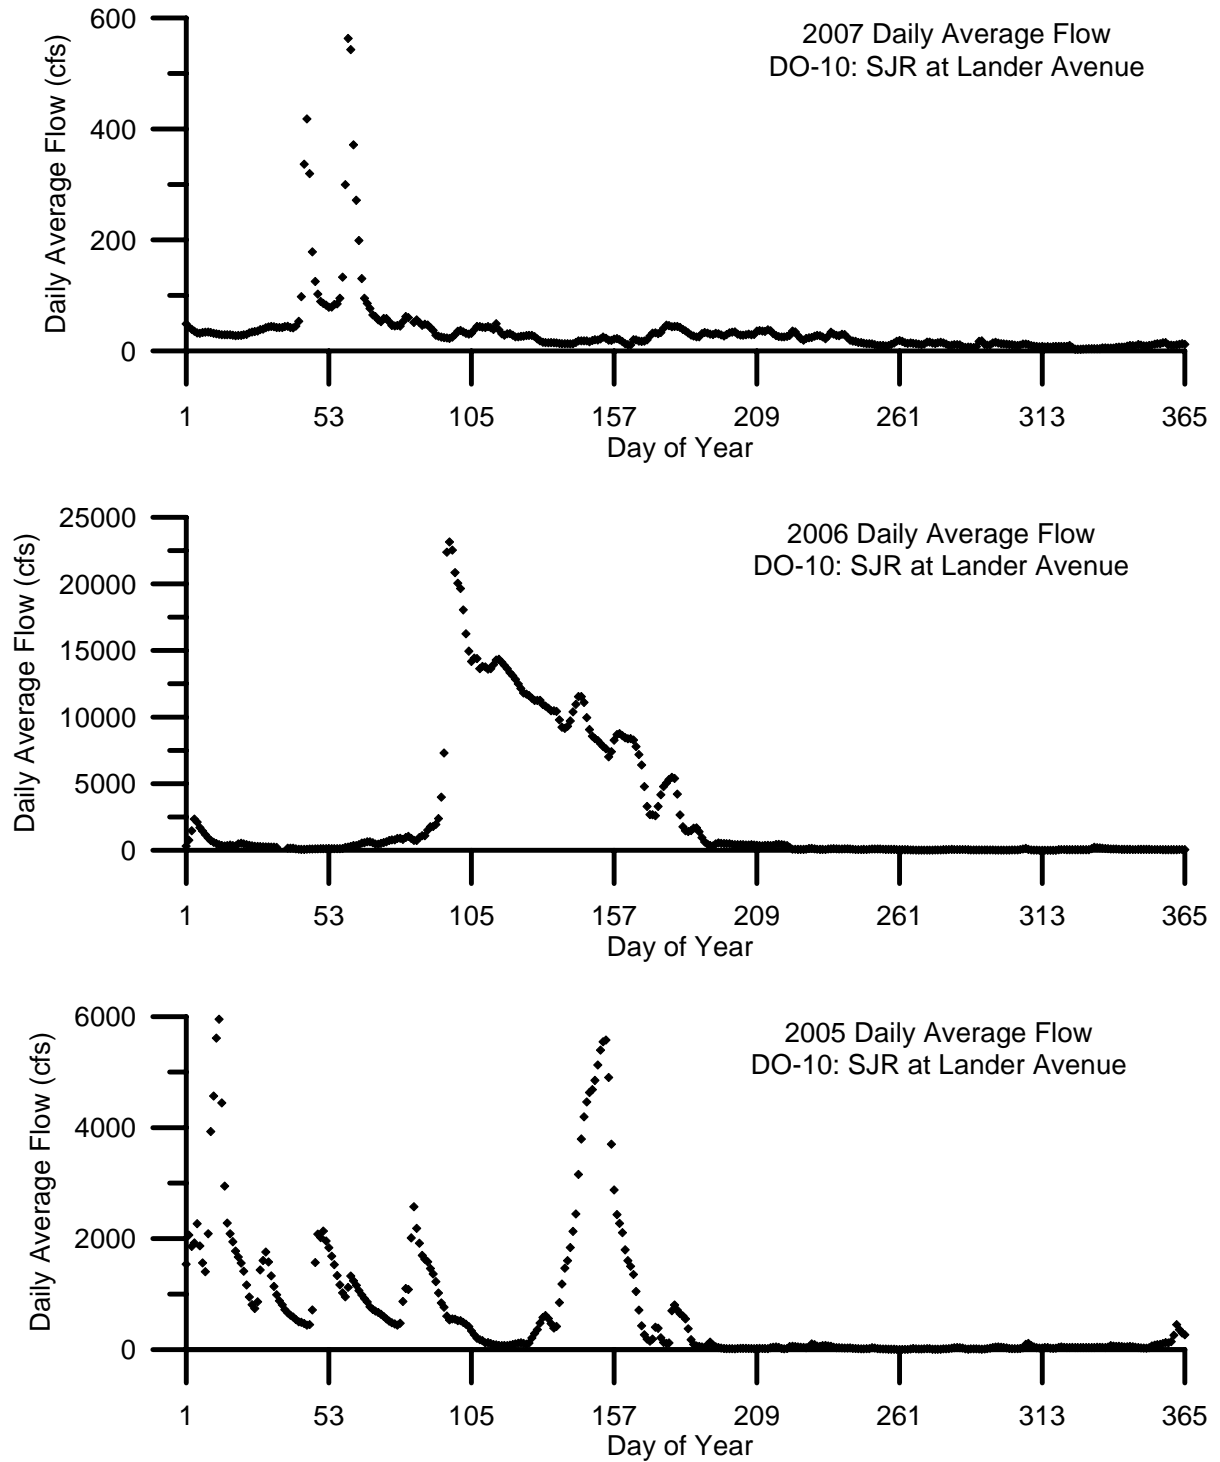 2007 Daily Average Flow
DO-10: SJR at Lander Avenue
Daily Average Flow (cfs)
600
400
200
0
1 53 105 157 209 261 313 365
Day of Year
2006 Daily Average Flow
DO-10: SJR at Lander Avenue
Daily Average Flow (cfs)
25000
20000
15000
10000
5000
0
1 53 105 157 209 261 313 365
Day of Year
2005 Daily Average Flow
DO-10: SJR at Lander Avenue
Daily Average Flow (cfs)
6000
4000
2000
0
1 53 105 157 209 261 313 365
Day of Year